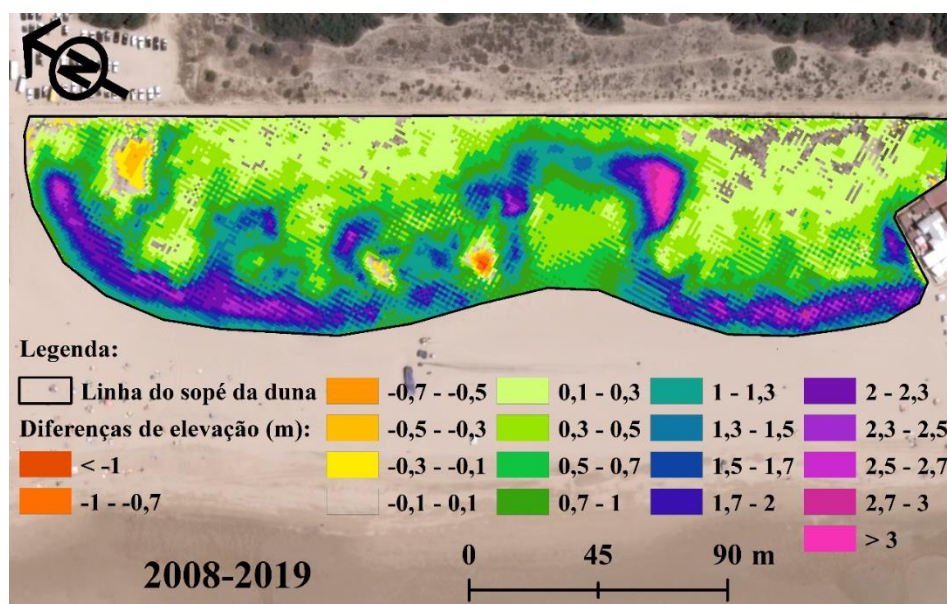 N
Legenda:
Linha do sopé da duna
Diferenças de elevação (m):
< -1
-1 - -0,7
-0,7 - -0,5
-0,5 - -0,3
-0,3 - -0,1
-0,1 - 0,1
0,1 - 0,3
0,3 - 0,5
0,5 - 0,7
0,7 - 1
1 - 1,3
1,3 - 1,5
1,5 - 1,7
1,7 - 2
2 - 2,3
2,3 - 2,5
2,5 - 2,7
2,7 - 3
> 3
2008-2019
0 45 90 m